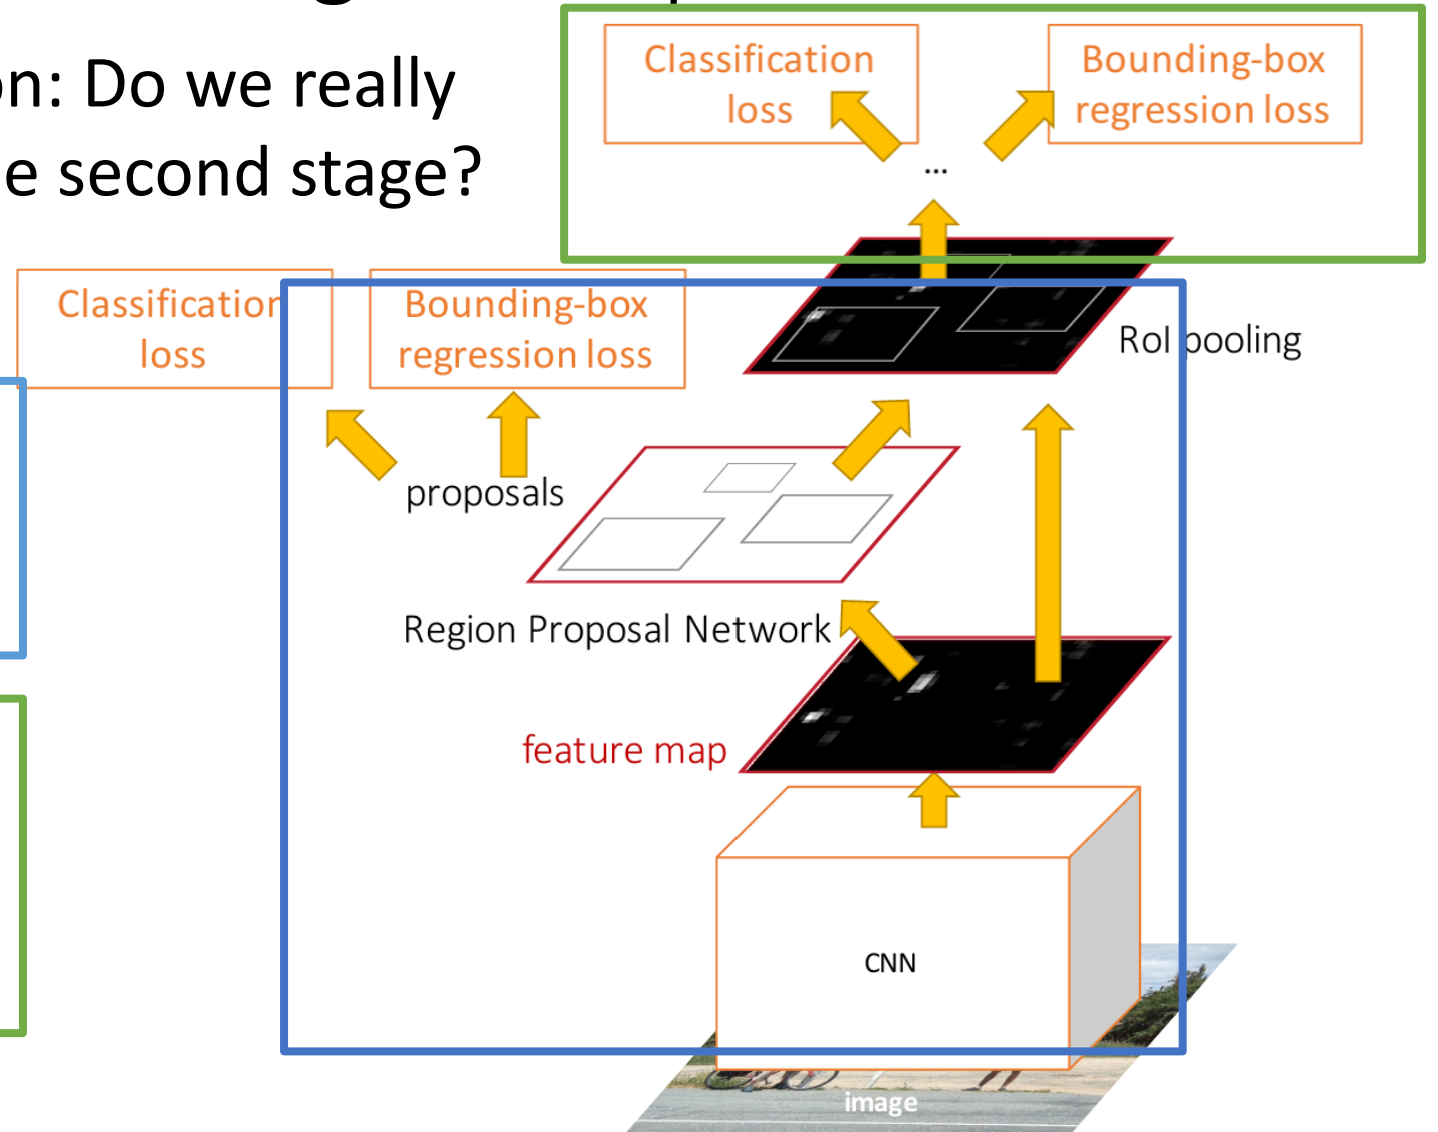 on: Do we really
e second stage?
Classification
loss
Bounding-box
regression loss
...
Classification
loss
Bounding-box
regression loss
RoI pooling
proposals
Region Proposal Network
feature map
CNN
image